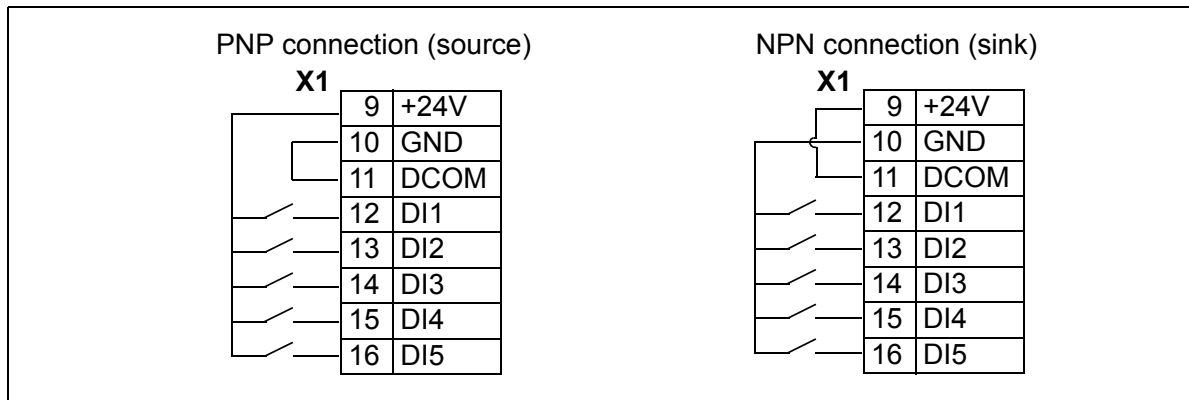 PNP connection (source)
X1
9 +24V
10 GND
11 DCOM
12 DI1
13 DI2
14 DI3
15 DI4
16 DI5
NPN connection (sink)
X1
9 +24V
10 GND
11 DCOM
12 DI1
13 DI2
14 DI3
15 DI4
16 DI5